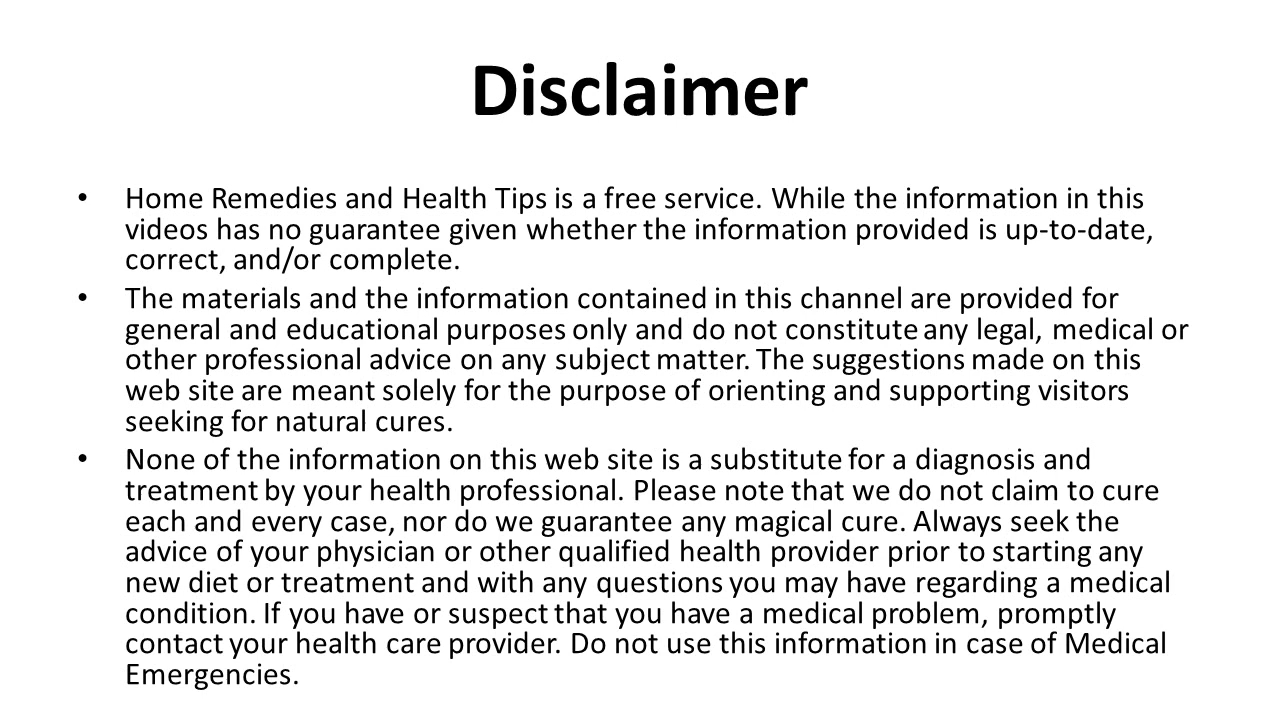 Disclaimer
• Home Remedies and Health Tips is a free service. While the information in this
videos has no guarantee given whether the information provided is up-to-date,
correct, and/or complete.
• The materials and the information contained in this channel are provided for
general and educational purposes only and do not constitute any legal, medical or
other professional advice on any subject matter. The suggestions made on this
web site are meant solely for the purpose of orienting and supporting visitors
seeking for natural cures.
• None of the information on this web site is a substitute for a diagnosis and
treatment by your health professional. Please note that we do not claim to cure
each and every case, nor do we guarantee any magical cure. Always seek the
advice of your physician or other qualified health provider prior to starting any
new diet or treatment and with any questions you may have regarding a medical
condition. If you have or suspect that you have a medical problem, promptly
contact your health care provider. Do not use this information in case of Medical
Emergencies.